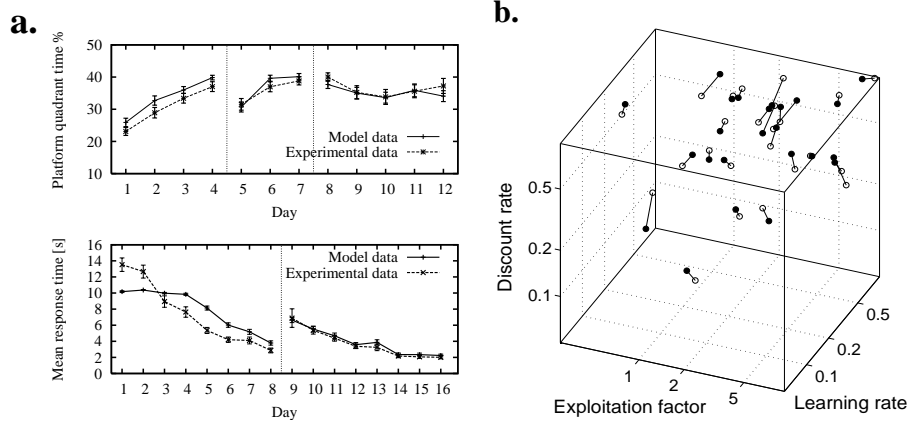 a.
Platform quadrant time %
50
40
30
20
10
Model data
Experimental data
1 2 3 4 5 6 7 8 9 10 11 12
Day
Mean response time [s]
16
14
12
10
8
6
4
2
0
Model data
Experimental data
1 2 3 4 5 6 7 8 9 10 11 12 13 14 15 16
Day
b.
Discount rate
0.5
0.2
0.1
1
2
5
Exploitation factor
0.5
0.2
0.1
Learning rate